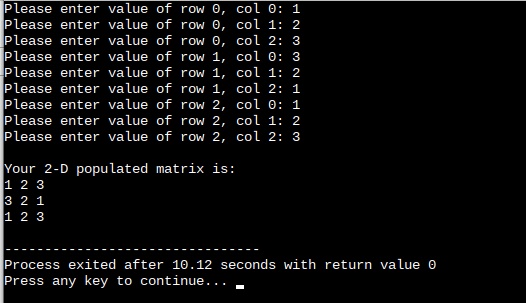 Please enter value of row 0, col 0: 1
Please enter value of row 0, col 1: 2
Please enter value of row 0, col 2: 3
Please enter value of row 1, col 0: 3
Please enter value of row 1, col 1: 2
Please enter value of row 1, col 2: 1
Please enter value of row 2, col 0: 1
Please enter value of row 2, col 1: 2
Please enter value of row 2, col 2: 3
Your 2-D populated matrix is:
1 2 3
3 2 1
1 2 3
--------------------------------
Process exited after 10.12 seconds with return value 0
Press any key to continue...